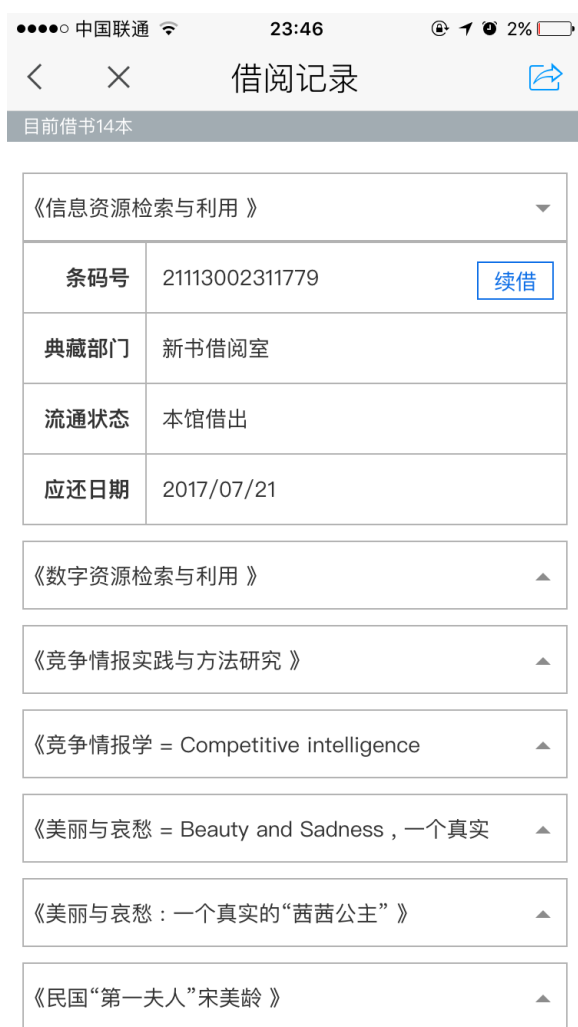 中国联通 23:46 2%
借阅记录
目前借书14本
《信息资源检索与利用 》
条码号 21113002311779 续借
典藏部门 新书借阅室
流通状态 本馆借出
应还日期 2017/07/21
《数字资源检索与利用 》
《竞争情报实践与方法研究 》
《竞争情报学 = Competitive intelligence
《美丽与哀愁 = Beauty and Sadness , 一个真实
《美丽与哀愁 : 一个真实的“茜茜公主” 》
《民国“第一夫人”宋美龄 》